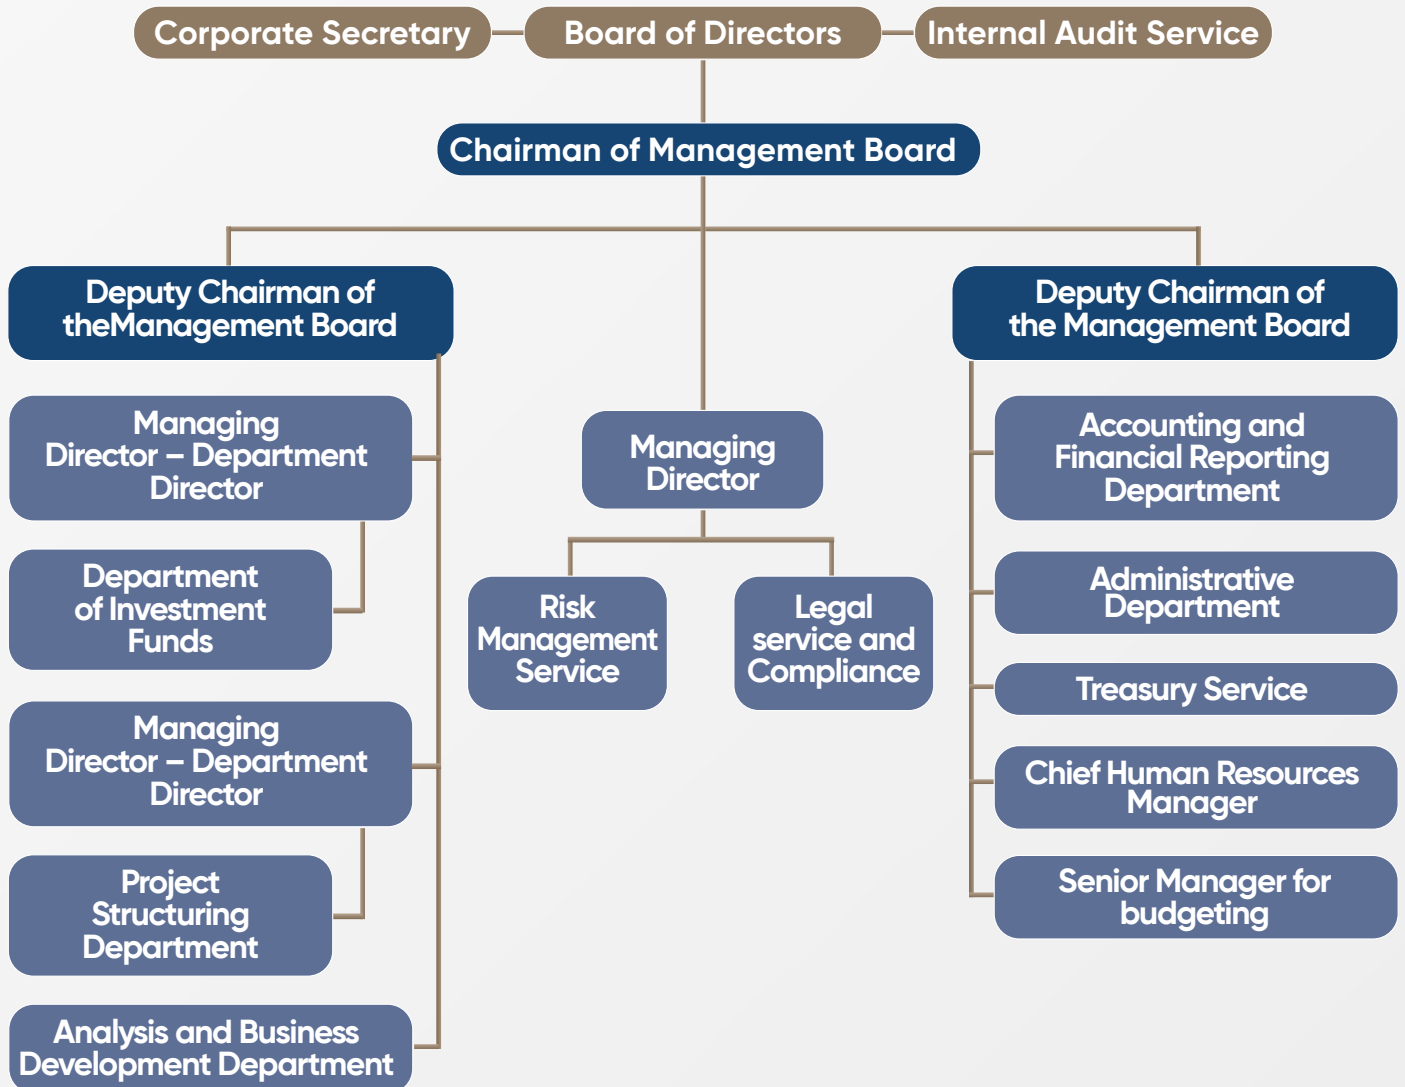 Corporate Secretary
Board of Directors
Internal Audit Service
Chairman of Management Board
Deputy Chairman of
theManagement Board
Deputy Chairman of
the Management Board
Managing
Director – Department
Director
Department
of Investment
Funds
Managing
Director – Department
Director
Project
Structuring
Department
Analysis and Business
Development Department
Managing
Director
Risk
Management
Service
Legal
service and
Compliance
Accounting and
Financial Reporting
Department
Administrative
Department
Treasury Service
Chief Human Resources
Manager
Senior Manager for
budgeting